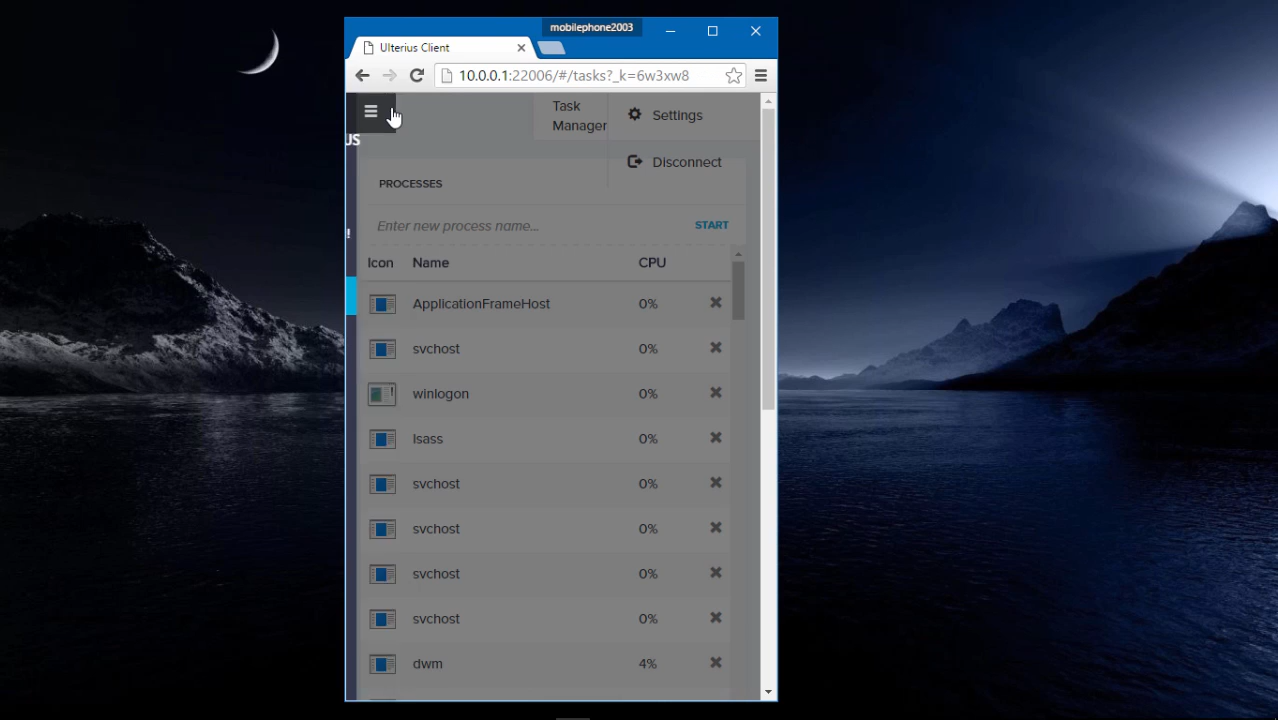 mobilephone2003
Ulterius Client
10.0.0.1:22006/#/tasks?_k=6w3xw8
Task
Manager
Settings
US
Disconnect
PROCESSES
!
Enter new process name... START
Icon Name CPU
ApplicationFrameHost 0%
svchost 0%
winlogon 0%
lsass 0%
svchost 0%
svchost 0%
svchost 0%
svchost 0%
dwm 4%